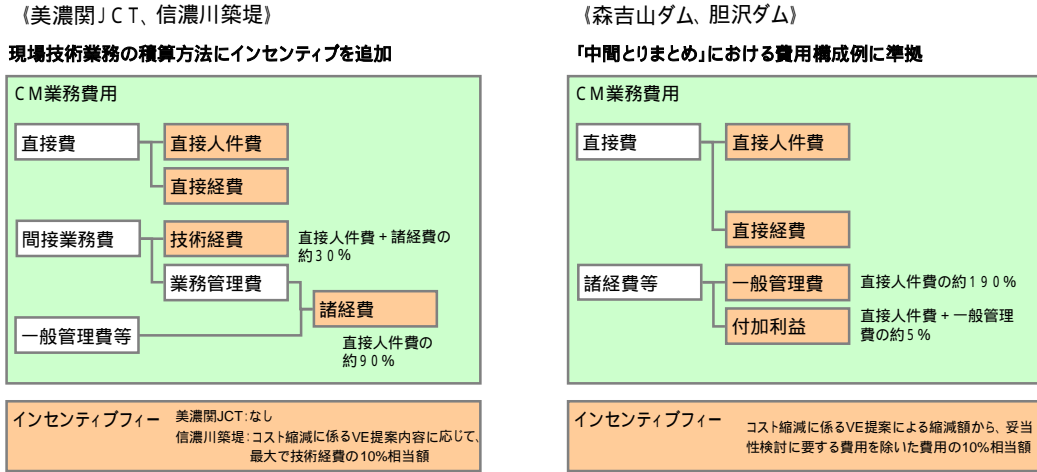 《美濃関JCT、信濃川築堤》
現場技術業務の積算方法にインセンティブを追加
CM業務費用
直接費
直接人件費
直接経費
間接業務費
技術経費
直接人件費+諸経費の
約30%
業務管理費
諸経費
一般管理費等
直接人件費の
約90%
インセンティブフィー
美濃関JCT:なし
信濃川築堤:コスト縮減に係るVE提案内容に応じて、
最大で技術経費の10%相当額
《森吉山ダム、胆沢ダム》
「中間とりまとめ」における費用構成例に準拠
CM業務費用
直接費
直接人件費
直接経費
諸経費等
一般管理費
直接人件費の約190%
付加利益
直接人件費+一般管理
費の約5%
インセンティブフィー
コスト縮減に係るVE提案による縮減額から、妥当
性検討に要する費用を除いた費用の10%相当額